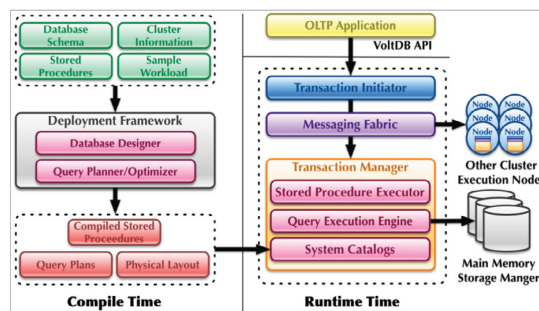 Database
Schema
Cluster
Information
Stored
Procedures
Sample
Workload
Deployment Framework
Database Designer
Query Planner/Optimizer
Compiled Stored
Proceedures
Query Plans
Physical Layout
Compile Time
OLTP Application
VoltDB API
Transaction Initiator
Messaging Fabric
Transaction Manager
Stored Procedure Executor
Query Execution Engine
System Catalogs
Runtime Time
Node
Node
Node
Node
Node
Node
Other Cluster
Execution Nodes
Main Memory
Storage Manger